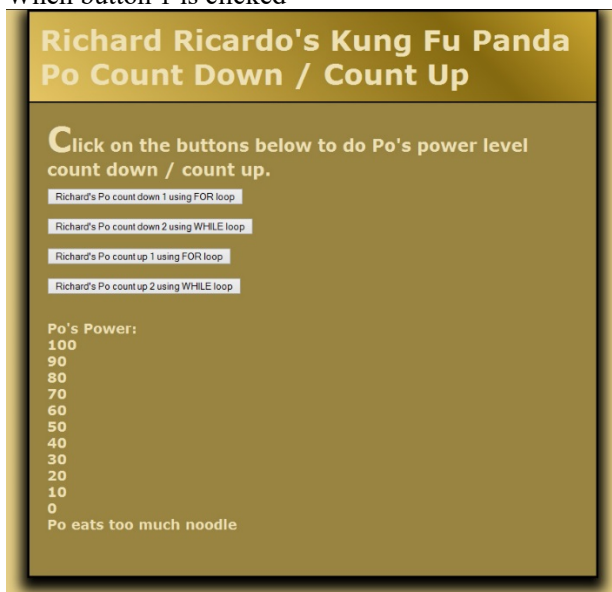 When button 1 is clicked
Richard Ricardo's Kung Fu Panda
Po Count Down / Count Up
Click on the buttons below to do Po's power level
count down / count up.
Richard's Po count down 1 using FOR loop
Richard's Po count down 2 using WHILE loop
Richard's Po count up 1 using FOR loop
Richard's Po count up 2 using WHILE loop
Po's Power:
100
90
80
70
60
50
40
30
20
10
0
Po eats too much noodle